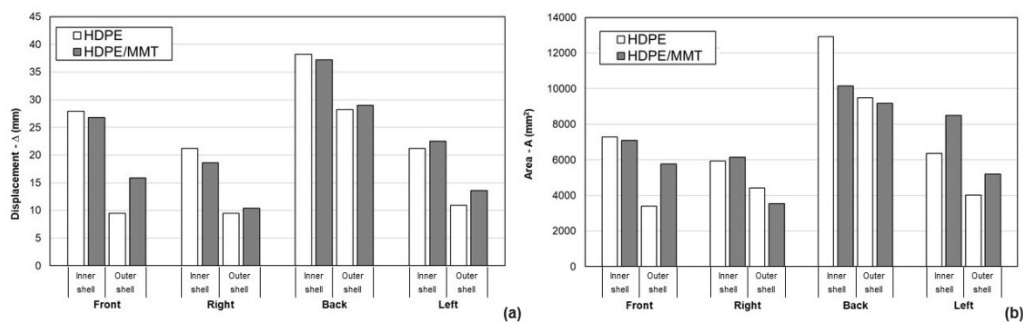 45
40
35
30
25
20
15
10
5
0
Displacement - Δ (mm)
HDPE
HDPE/MMT
Inner Outer Inner Outer Inner Outer Inner Outer
shell shell shell shell shell shell shell shell
Front Right Back Left
(a)
14000
12000
10000
8000
6000
4000
2000
0
Area - A (mm²)
HDPE
HDPE/MMT
Inner Outer Inner Outer Inner Outer Inner Outer
shell shell shell shell shell shell shell shell
Front Right Back Left
(b)